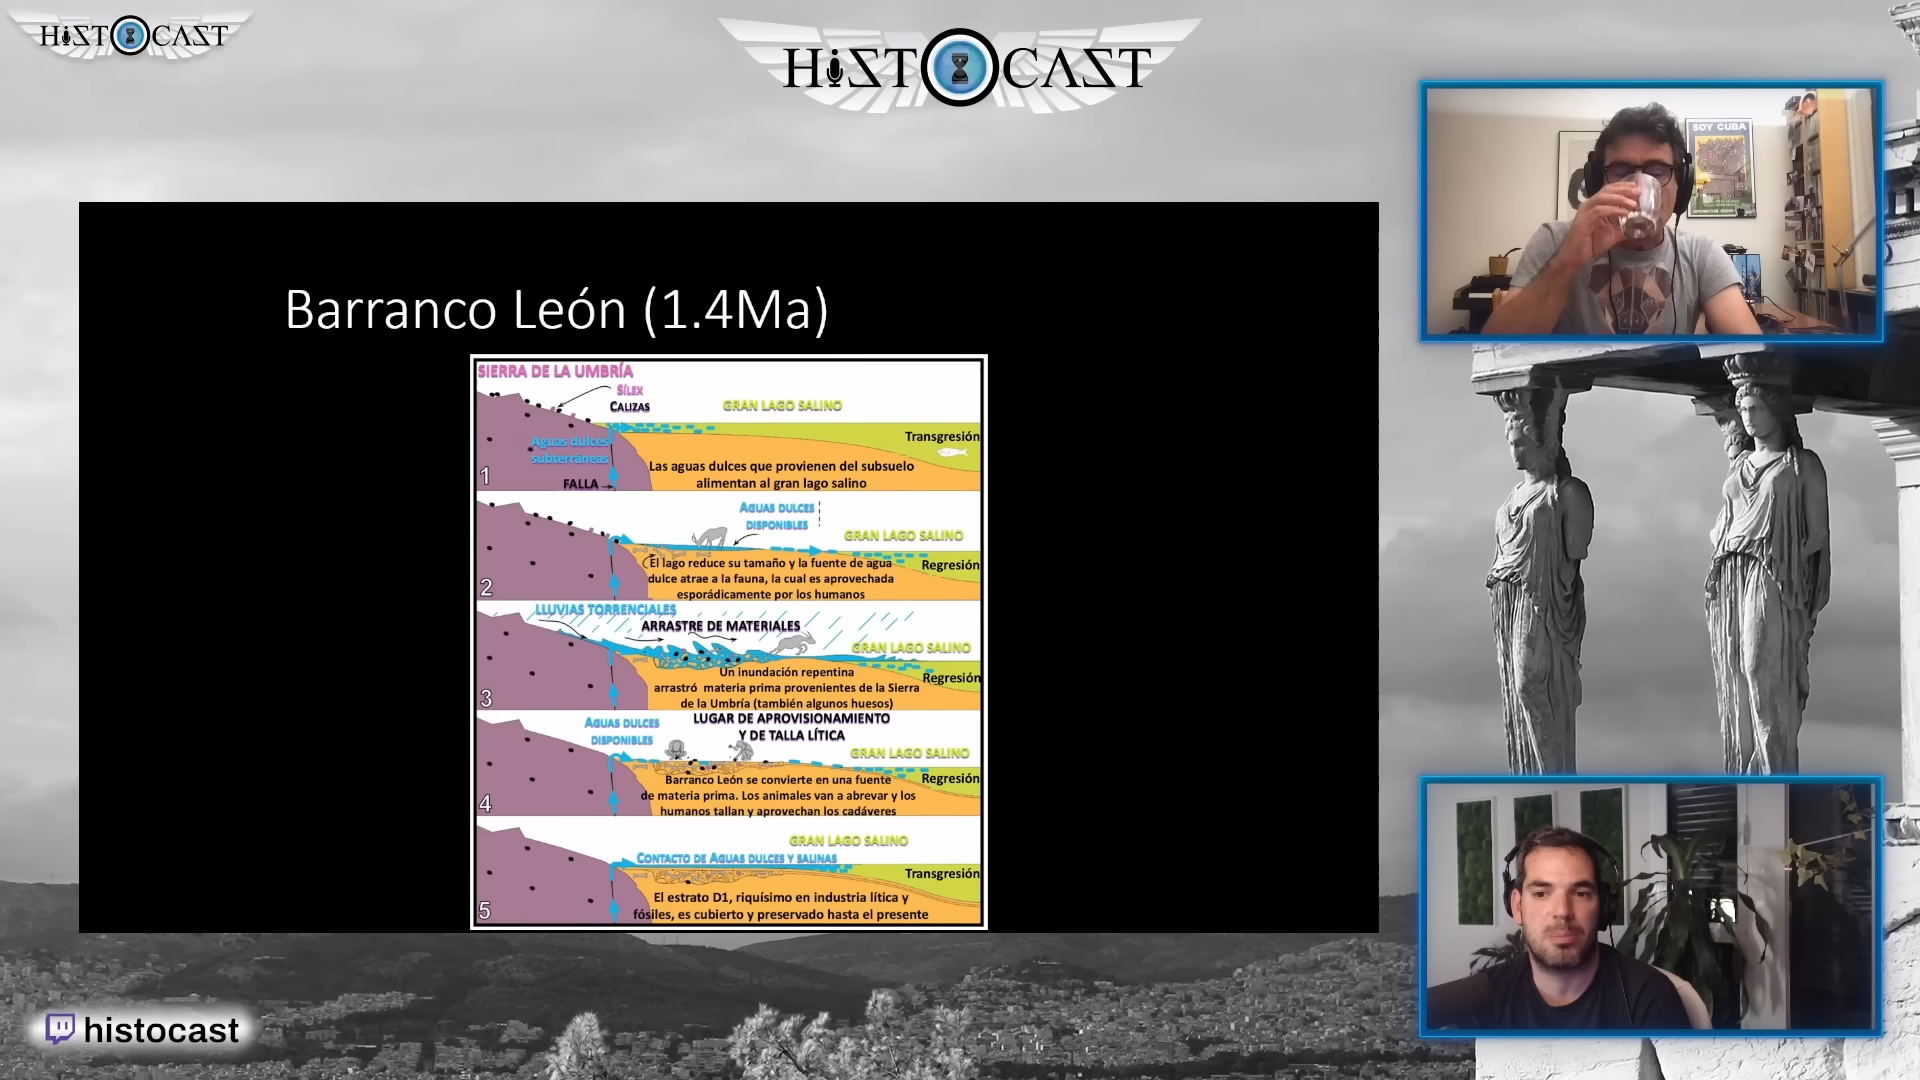 HiSTOCAST
HiSTOCAST
SOY CUBA
Barranco León (1.4Ma)
SIERRA DE LA UMBRÍA
SÍLEX
CALIZAS
GRAN LAGO SALINO
Aguas dulces
subterráneas
Transgresión
Las aguas dulces que provienen del subsuelo
alimentan al gran lago salino
FALLA
1
AGUAS DULCES
DISPONIBLES
GRAN LAGO SALINO
Regresión
El lago reduce su tamaño y la fuente de agua
dulce atrae a la fauna, la cual es aprovechada
esporádicamente por los humanos
2
LLUVIAS TORRENCIALES
ARRASTRE DE MATERIALES
GRAN LAGO SALINO
Regresión
Un inundación repentina
arrastró materia prima provenientes de la Sierra
de la Umbría (también algunos huesos)
3
AGUAS DULCES
DISPONIBLES
LUGAR DE APROVISIONAMIENTO
Y DE TALLA LÍTICA
GRAN LAGO SALINO
Regresión
Barranco León se convierte en una fuente
de materia prima. Los animales van a abrevar y los
humanos tallan y aprovechan los cadáveres
4
GRAN LAGO SALINO
CONTACTO DE AGUAS DULCES Y SALINAS
Transgresión
El estrato D1, riquísimo en industria lítica y
fósiles, es cubierto y preservado hasta el presente
5
histocast